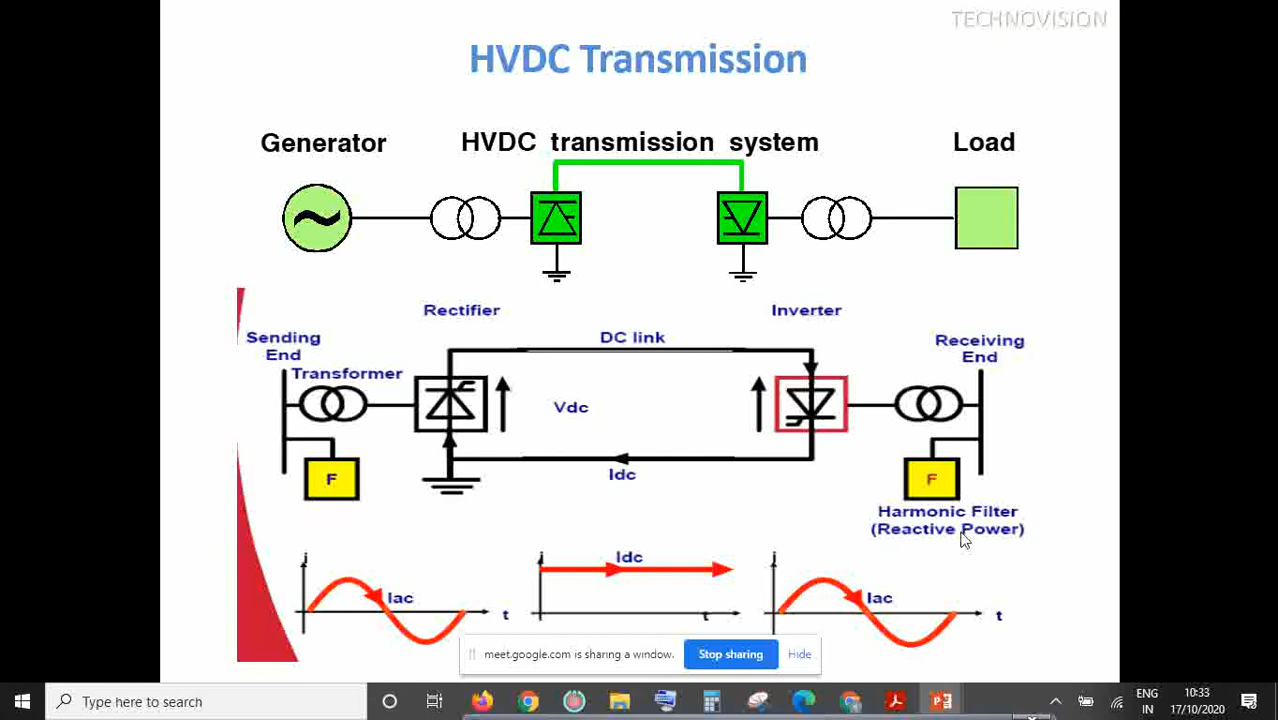 TECHNOVISION
HVDC Transmission
Generator
HVDC transmission system
Load
Rectifier
Inverter
Sending
End
DC link
Receiving
End
Transformer
Vdc
F
Idc
F
Harmonic Filter
(Reactive Power)
i
Iac
t
i
Idc
t
i
Iac
t
meet.google.com is sharing a window.
Stop sharing
Hide
Type here to search
ENG
IN
10:33
17/10/2020